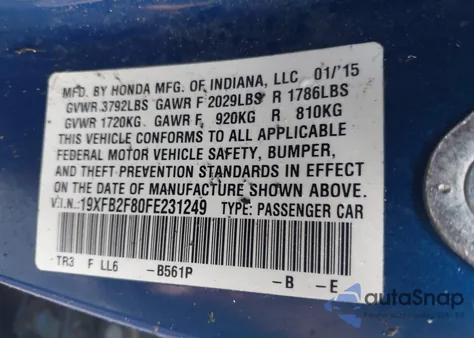 MFD. BY HONDA MFG. OF INDIANA, LLC 01/'15
GVWR 3792LBS GAWR F 2029LBS R 1786LBS
GVWR 1720KG GAWR F 920KG R 810KG
THIS VEHICLE CONFORMS TO ALL APPLICABLE
FEDERAL MOTOR VEHICLE SAFETY, BUMPER,
AND THEFT PREVENTION STANDARDS IN EFFECT
ON THE DATE OF MANUFACTURE SHOWN ABOVE.
V.I.N.: 19XFB2F80FE231249 TYPE: PASSENGER CAR
TR3 F LL6 -B561P -B -E
autoSnap